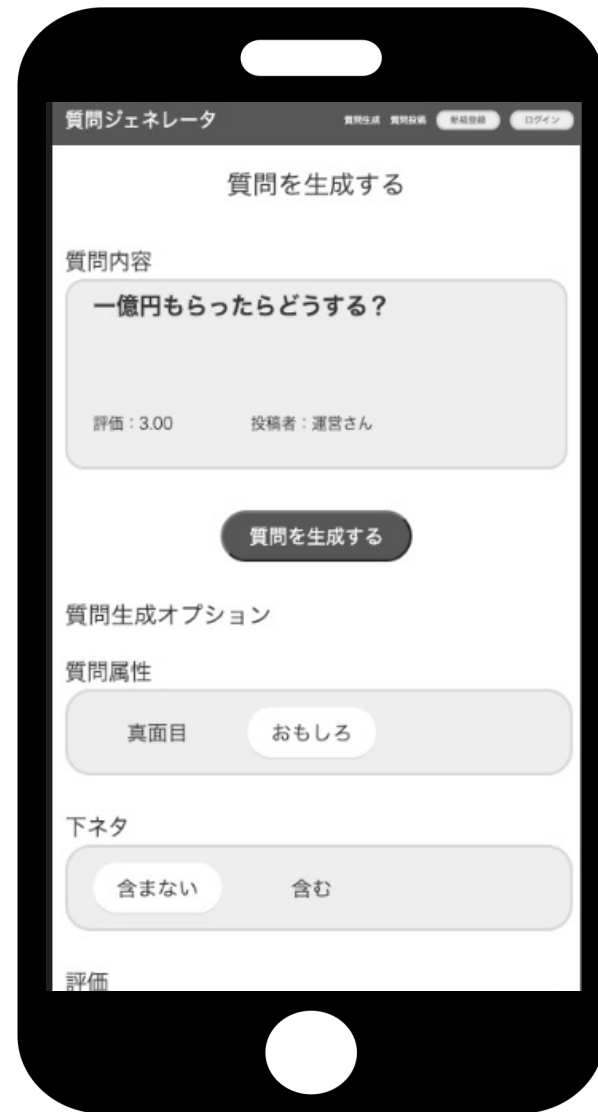 質問ジェネレータ 質問生成 質問投稿 新規登録 ログイン
質問を生成する
質問内容
一億円もらったらどうする？
評価：3.00 投稿者：運営さん
質問を生成する
質問生成オプション
質問属性
真面目 おもしろ
下ネタ
含まない 含む
評価